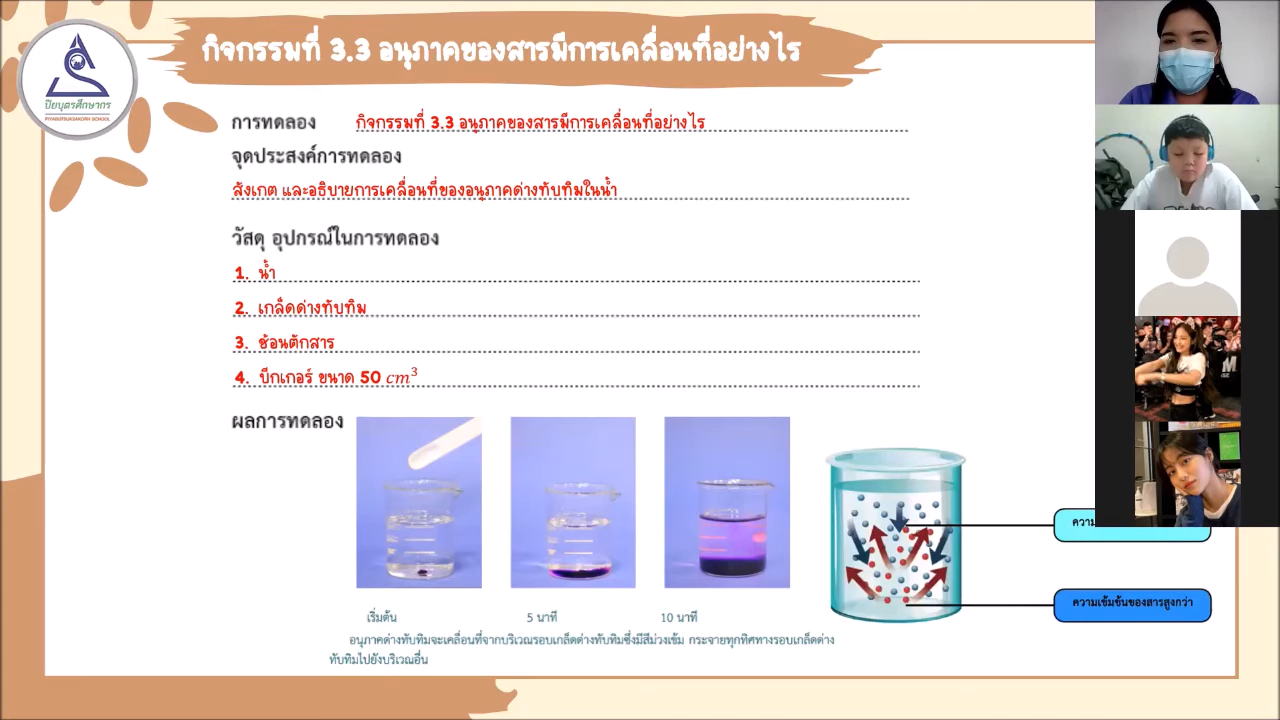 กิจกรรมที่ 3.3 อนุภาคของสารมีการเคลื่อนที่อย่างไร
ปิยบุตรศึกษากร
PIYABUTSUKSAKORN SCHOOL
การทดลอง กิจกรรมที่ 3.3 อนุภาคของสารมีการเคลื่อนที่อย่างไร
จุดประสงค์การทดลอง
สังเกต และอธิบายการเคลื่อนที่ของอนุภาคด่างทับทิมในน้ำ
วัสดุ อุปกรณ์ในการทดลอง
1. น้ำ
2. เกล็ดด่างทับทิม
3. ช้อนตักสาร
4. บีกเกอร์ ขนาด 50 cm³
ผลการทดลอง
ความเข้มข้นของสารสูงกว่า
เริ่มต้น 5 นาที 10 นาที
อนุภาคด่างทับทิมจะเคลื่อนที่จากบริเวณรอบเกล็ดด่างทับทิมซึ่งมีสีม่วงเข้ม กระจายทุกทิศทางรอบเกล็ดด่าง
ทับทิมไปยังบริเวณอื่น